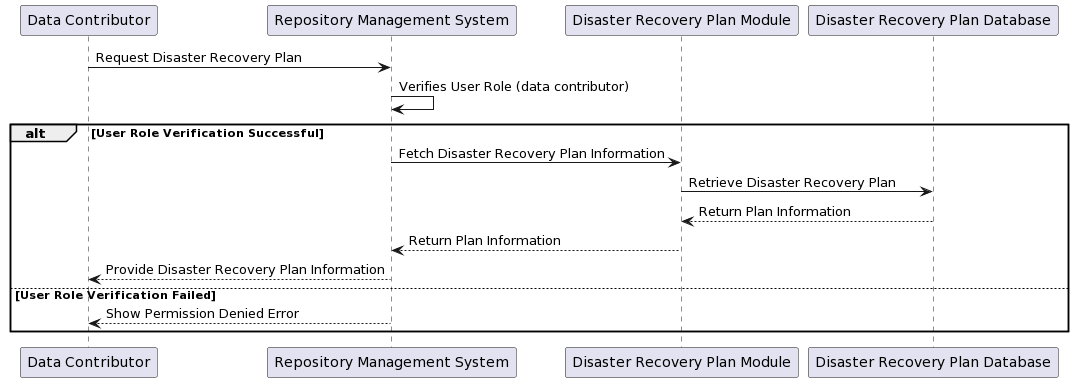 Data Contributor
Repository Management System
Disaster Recovery Plan Module
Disaster Recovery Plan Database
Request Disaster Recovery Plan
Verifies User Role (data contributor)
alt
[User Role Verification Successful]
Fetch Disaster Recovery Plan Information
Retrieve Disaster Recovery Plan
Return Plan Information
Return Plan Information
Provide Disaster Recovery Plan Information
[User Role Verification Failed]
Show Permission Denied Error
Data Contributor
Repository Management System
Disaster Recovery Plan Module
Disaster Recovery Plan Database